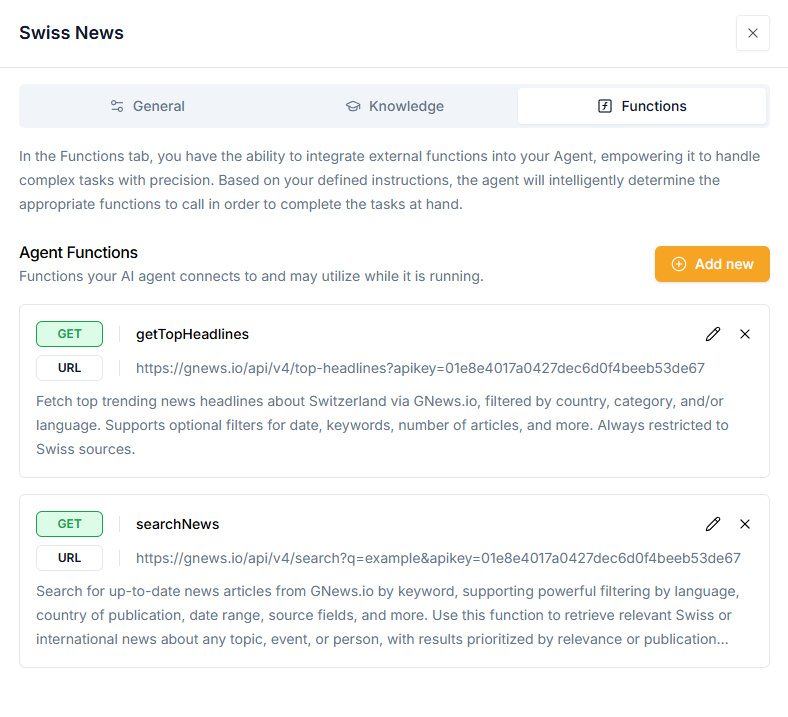 Swiss News
General
Knowledge
Functions
In the Functions tab, you have the ability to integrate external functions into your Agent, empowering it to handle
complex tasks with precision. Based on your defined instructions, the agent will intelligently determine the
appropriate functions to call in order to complete the tasks at hand.
Agent Functions
Functions your AI agent connects to and may utilize while it is running.
Add new
GET
getTopHeadlines
URL
https://gnews.io/api/v4/top-headlines?apikey=01e8e4017a0427dec6d0f4beeb53de67
Fetch top trending news headlines about Switzerland via GNews.io, filtered by country, category, and/or
language. Supports optional filters for date, keywords, number of articles, and more. Always restricted to
Swiss sources.
GET
searchNews
URL
https://gnews.io/api/v4/search?q=example&apikey=01e8e4017a0427dec6d0f4beeb53de67
Search for up-to-date news articles from GNews.io by keyword, supporting powerful filtering by language,
country of publication, date range, source fields, and more. Use this function to retrieve relevant Swiss or
international news about any topic, event, or person, with results prioritized by relevance or publication...